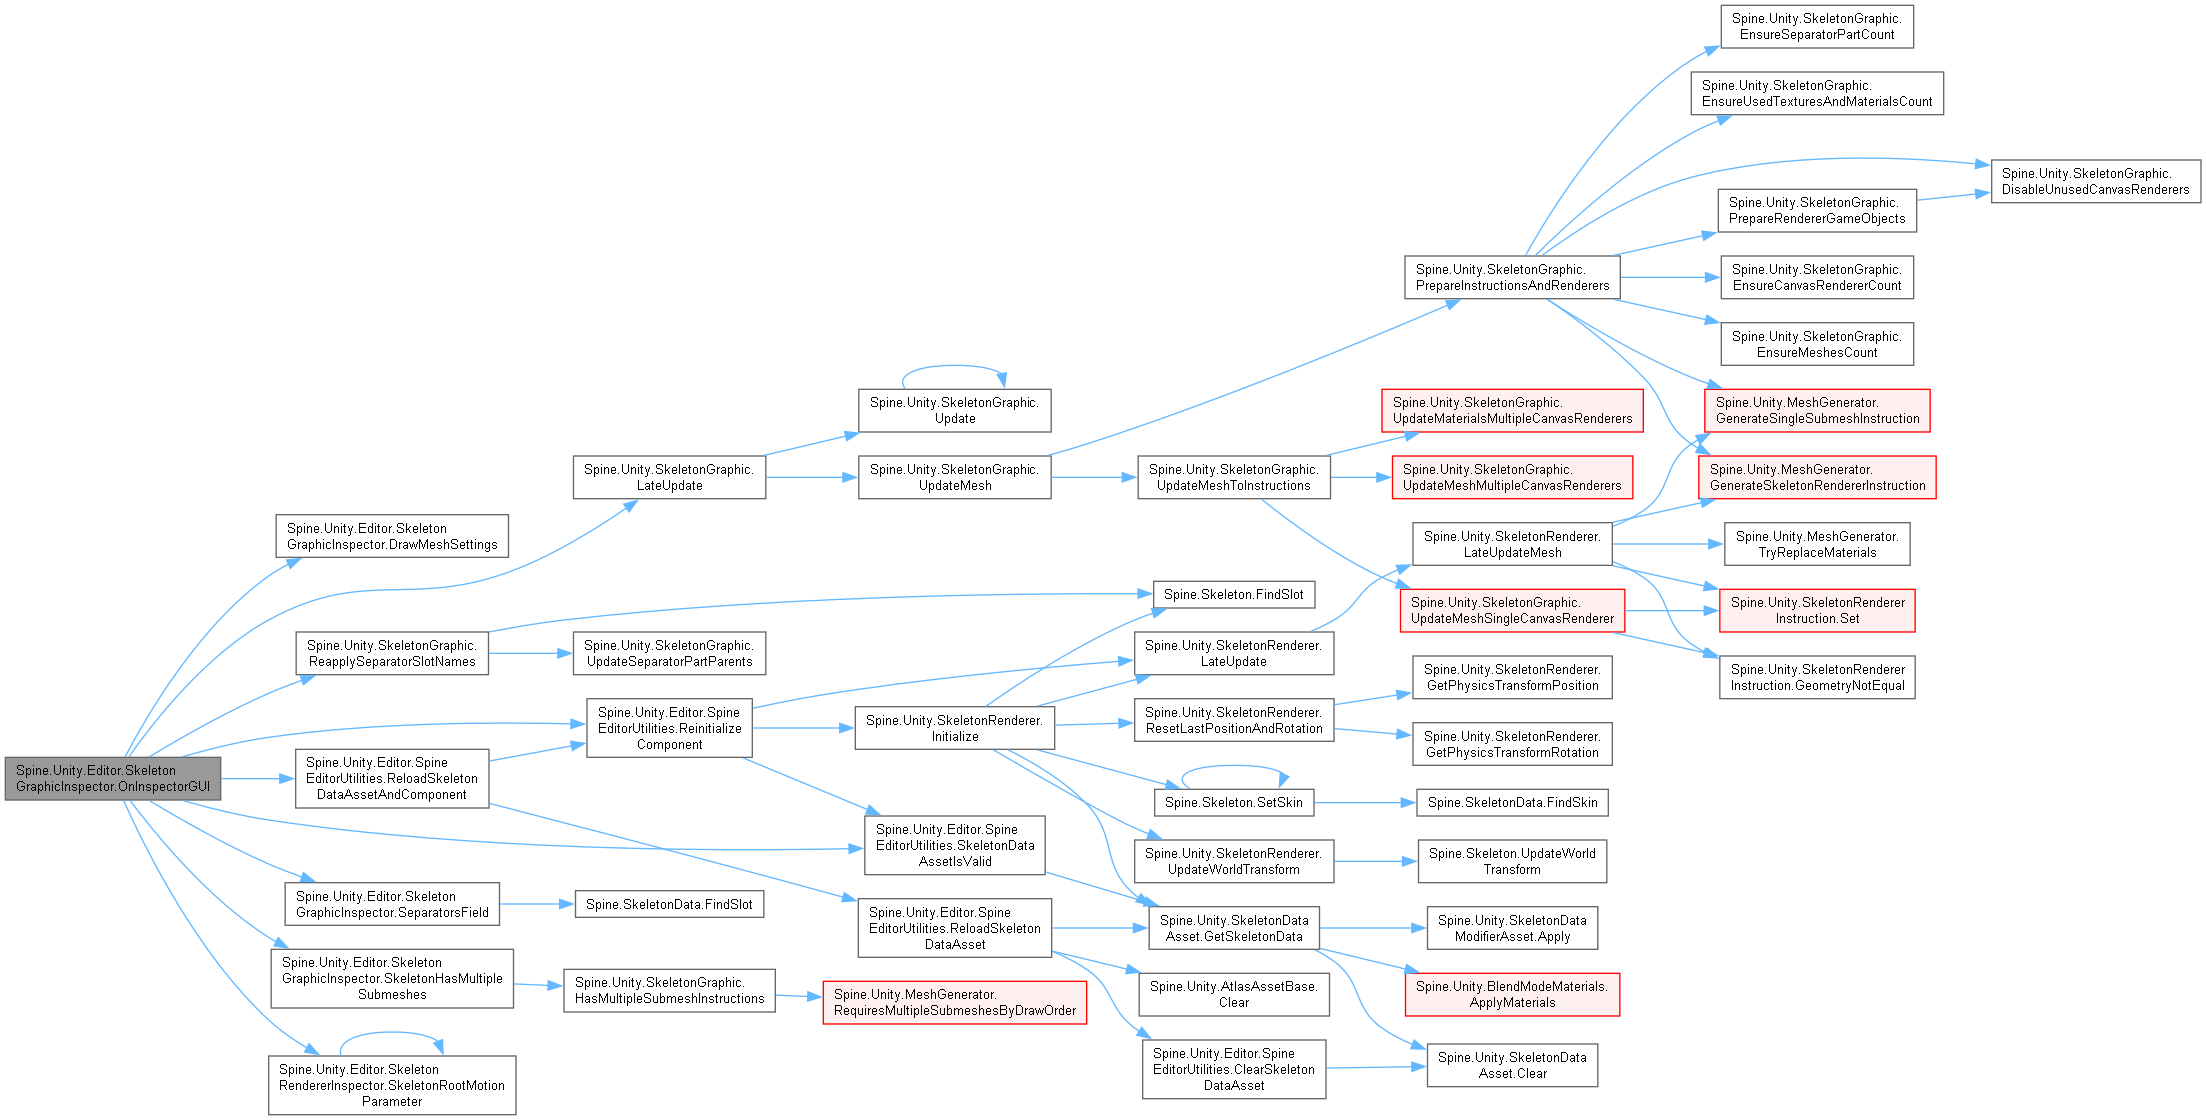 Spine.Unity.SkeletonGraphic.
EnsureSeparatorPartCount
Spine.Unity.SkeletonGraphic.
EnsureUsedTexturesAndMaterialsCount
Spine.Unity.SkeletonGraphic.
DisableUnusedCanvasRenderers
Spine.Unity.SkeletonGraphic.
PrepareRendererGameObjects
Spine.Unity.SkeletonGraphic.
PrepareInstructionsAndRenderers
Spine.Unity.SkeletonGraphic.
EnsureCanvasRendererCount
Spine.Unity.SkeletonGraphic.
EnsureMeshesCount
Spine.Unity.SkeletonGraphic.
Update
Spine.Unity.SkeletonGraphic.
UpdateMaterialsMultipleCanvasRenderers
Spine.Unity.MeshGenerator.
GenerateSingleSubmeshInstruction
Spine.Unity.SkeletonGraphic.
LateUpdate
Spine.Unity.SkeletonGraphic.
UpdateMesh
Spine.Unity.SkeletonGraphic.
UpdateMeshToInstructions
Spine.Unity.SkeletonGraphic.
UpdateMeshMultipleCanvasRenderers
Spine.Unity.MeshGenerator.
GenerateSkeletonRendererInstruction
Spine.Unity.Editor.Skeleton
GraphicInspector.DrawMeshSettings
Spine.Unity.SkeletonRenderer.
LateUpdateMesh
Spine.Unity.MeshGenerator.
TryReplaceMaterials
Spine.Skeleton.FindSlot
Spine.Unity.SkeletonGraphic.
UpdateMeshSingleCanvasRenderer
Spine.Unity.SkeletonRenderer
Instruction.Set
Spine.Unity.SkeletonGraphic.
ReapplySeparatorSlotNames
Spine.Unity.SkeletonGraphic.
UpdateSeparatorPartParents
Spine.Unity.SkeletonRenderer.
LateUpdate
Spine.Unity.SkeletonRenderer.
GetPhysicsTransformPosition
Spine.Unity.SkeletonRenderer
Instruction.GeometryNotEqual
Spine.Unity.Editor.Spine
EditorUtilities.Reinitialize
Component
Spine.Unity.SkeletonRenderer.
Initialize
Spine.Unity.SkeletonRenderer.
ResetLastPositionAndRotation
Spine.Unity.SkeletonRenderer.
GetPhysicsTransformRotation
Spine.Unity.Editor.Skeleton
GraphicInspector.OnInspectorGUI
Spine.Unity.Editor.Spine
EditorUtilities.ReloadSkeleton
DataAssetAndComponent
Spine.Skeleton.SetSkin
Spine.SkeletonData.FindSkin
Spine.Unity.Editor.Spine
EditorUtilities.SkeletonData
AssetIsValid
Spine.Unity.SkeletonRenderer.
UpdateWorldTransform
Spine.Skeleton.UpdateWorld
Transform
Spine.Unity.Editor.Skeleton
GraphicInspector.SeparatorsField
Spine.SkeletonData.FindSlot
Spine.Unity.Editor.Spine
EditorUtilities.ReloadSkeleton
DataAsset
Spine.Unity.SkeletonData
Asset.GetSkeletonData
Spine.Unity.SkeletonData
ModifierAsset.Apply
Spine.Unity.Editor.Skeleton
GraphicInspector.SkeletonHasMultiple
Submeshes
Spine.Unity.SkeletonGraphic.
HasMultipleSubmeshInstructions
Spine.Unity.MeshGenerator.
RequiresMultipleSubmeshesByDrawOrder
Spine.Unity.AtlasAssetBase.
Clear
Spine.Unity.BlendModeMaterials.
ApplyMaterials
Spine.Unity.Editor.Skeleton
RendererInspector.SkeletonRootMotion
Parameter
Spine.Unity.Editor.Spine
EditorUtilities.ClearSkeleton
DataAsset
Spine.Unity.SkeletonData
Asset.Clear